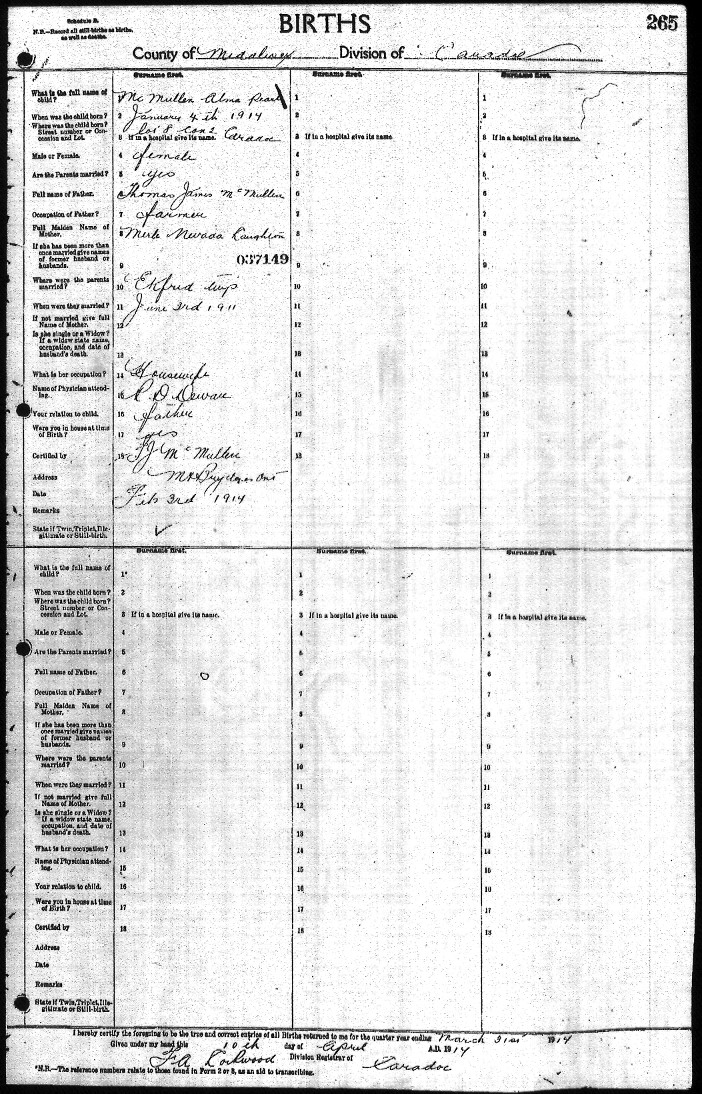 Schedule B.
N.B.—Record all still-births as births, as well as deaths.
BIRTHS
265
County of Middlesex Division of Caradoc
Surname first. Surname first. Surname first.
What is the full name of child? 1 McMullen Alma Pearl 1 1
When was the child born? 2 January 4th 1914 2 2
Where was the child born? Street number or Concession and Lot. 3 If in a hospital give its name. Lot 8 Con 2 Caradoc 3 If in a hospital give its name. 3 If in a hospital give its name.
Male or Female. 4 female 4 4
Are the Parents married? 5 yes 5 5
Full name of Father. 6 Thomas James McMullen 6 6
Occupation of Father? 7 farmer 7 7
Full Maiden Name of Mother. 8 Merle Nevada Laughton 8 8
If she has been more than once married give names of former husband or husbands. 9 037149 9 9
Where were the parents married? 10 Ekfrid twp 10 10
When were they married? 11 June 3rd 1911 11 11
If not married give full Name of Mother. 12 12 12
Is she single or a Widow? If a widow state name, occupation, and date of husband's death. 13 13 13
What is her occupation? 14 Housewife 14 14
Name of Physician attending. 15 Dewar 15 15
Your relation to child. 16 father 16 16
Were you in house at time of Birth? 17 yes 17 17
Certified by 18 T J McMullen 18 18
Address Mt Brydges Ont
Date Feb 3rd 1914
Remarks
State if Twin, Triplet, Illegitimate or Still-birth. ✓
Surname first. Surname first. Surname first.
What is the full name of child? 1 1 1
When was the child born? 2 2 2
Where was the child born? Street number or Concession and Lot. 3 If in a hospital give its name. 3 If in a hospital give its name. 3 If in a hospital give its name.
Male or Female. 4 4 4
Are the Parents married? 5 5 5
Full name of Father. 6 6 6
Occupation of Father? 7 7 7
Full Maiden Name of Mother. 8 8 8
If she has been more than once married give names of former husband or husbands. 9 9 9
Where were the parents married? 10 10 10
When were they married? 11 11 11
If not married give full Name of Mother. 12 12 12
Is she single or a Widow? If a widow state name, occupation, and date of husband's death. 13 13 13
What is her occupation? 14 14 14
Name of Physician attending. 15 15 15
Your relation to child. 16 16 16
Were you in house at time of Birth? 17 17 17
Certified by 18 18 18
Address
Date
Remarks
State if Twin, Triplet, Illegitimate or Still-birth.
I hereby certify the foregoing to be the true and correct entries of all Births returned to me for the quarter year ending March 31st 1914
Given under my hand this 10th day of April A.D. 1914
F A Lockwood Division Registrar of Caradoc
*N.B.—The reference numbers relate to those found in Form 2 or 3, as an aid to transcribing.